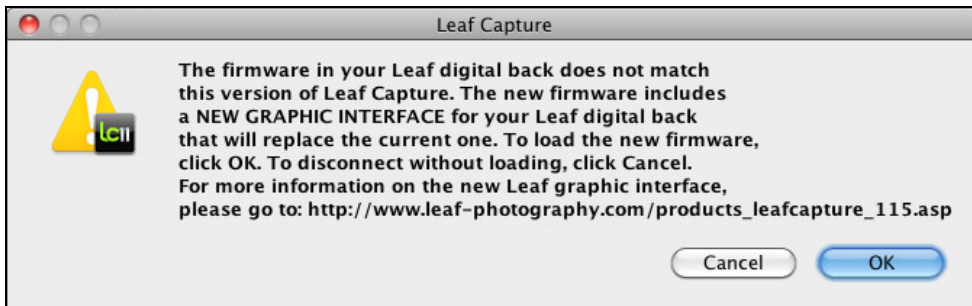 Leaf Capture
The firmware in your Leaf digital back does not match
this version of Leaf Capture. The new firmware includes
a NEW GRAPHIC INTERFACE for your Leaf digital back
that will replace the current one. To load the new firmware,
click OK. To disconnect without loading, click Cancel.
For more information on the new Leaf graphic interface,
please go to: http://www.leaf-photography.com/products_leafcapture_115.asp
lc11
Cancel OK